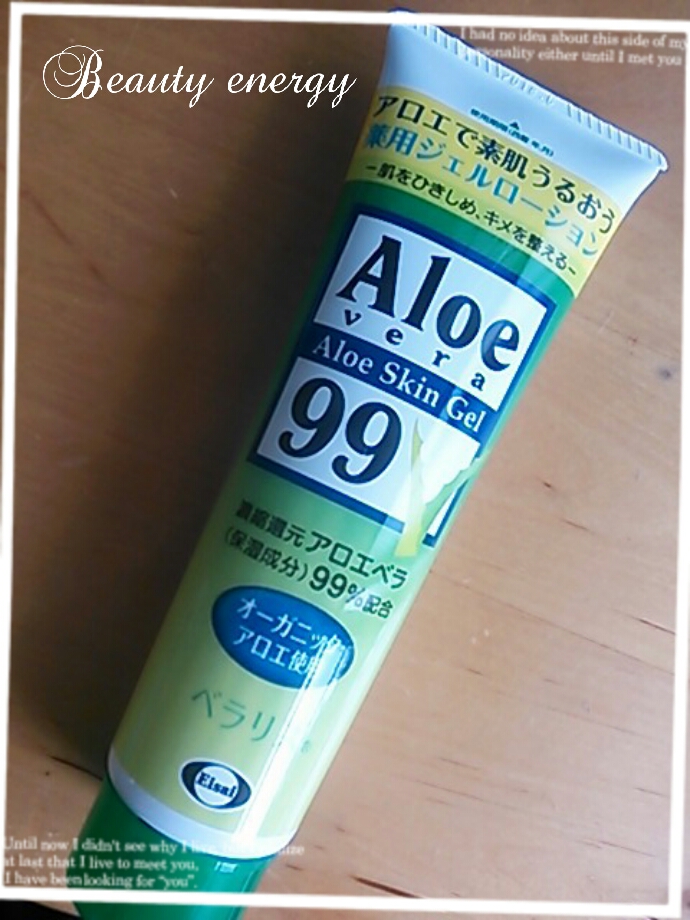 Beauty energy
I had no idea about this side of my
personality either until I met you
使用期限
アロエで素肌うるおう
薬用ジェルローション
－肌をひきしめ、キメを整える－
Aloe
vera
Aloe Skin Gel
99
濃縮還元アロエベラ
(保湿成分)99%配合
オーガニック
アロエ使用
ベラリ
Eisai
Until now I didn't see why I
at last that I live to meet you,
I have been looking for "you".